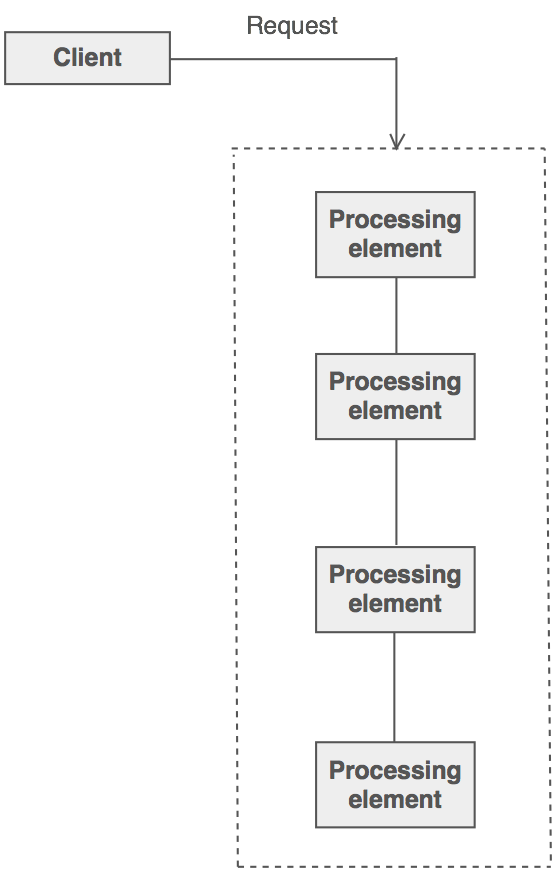 Request
Client
Processing
element
Processing
element
Processing
element
Processing
element